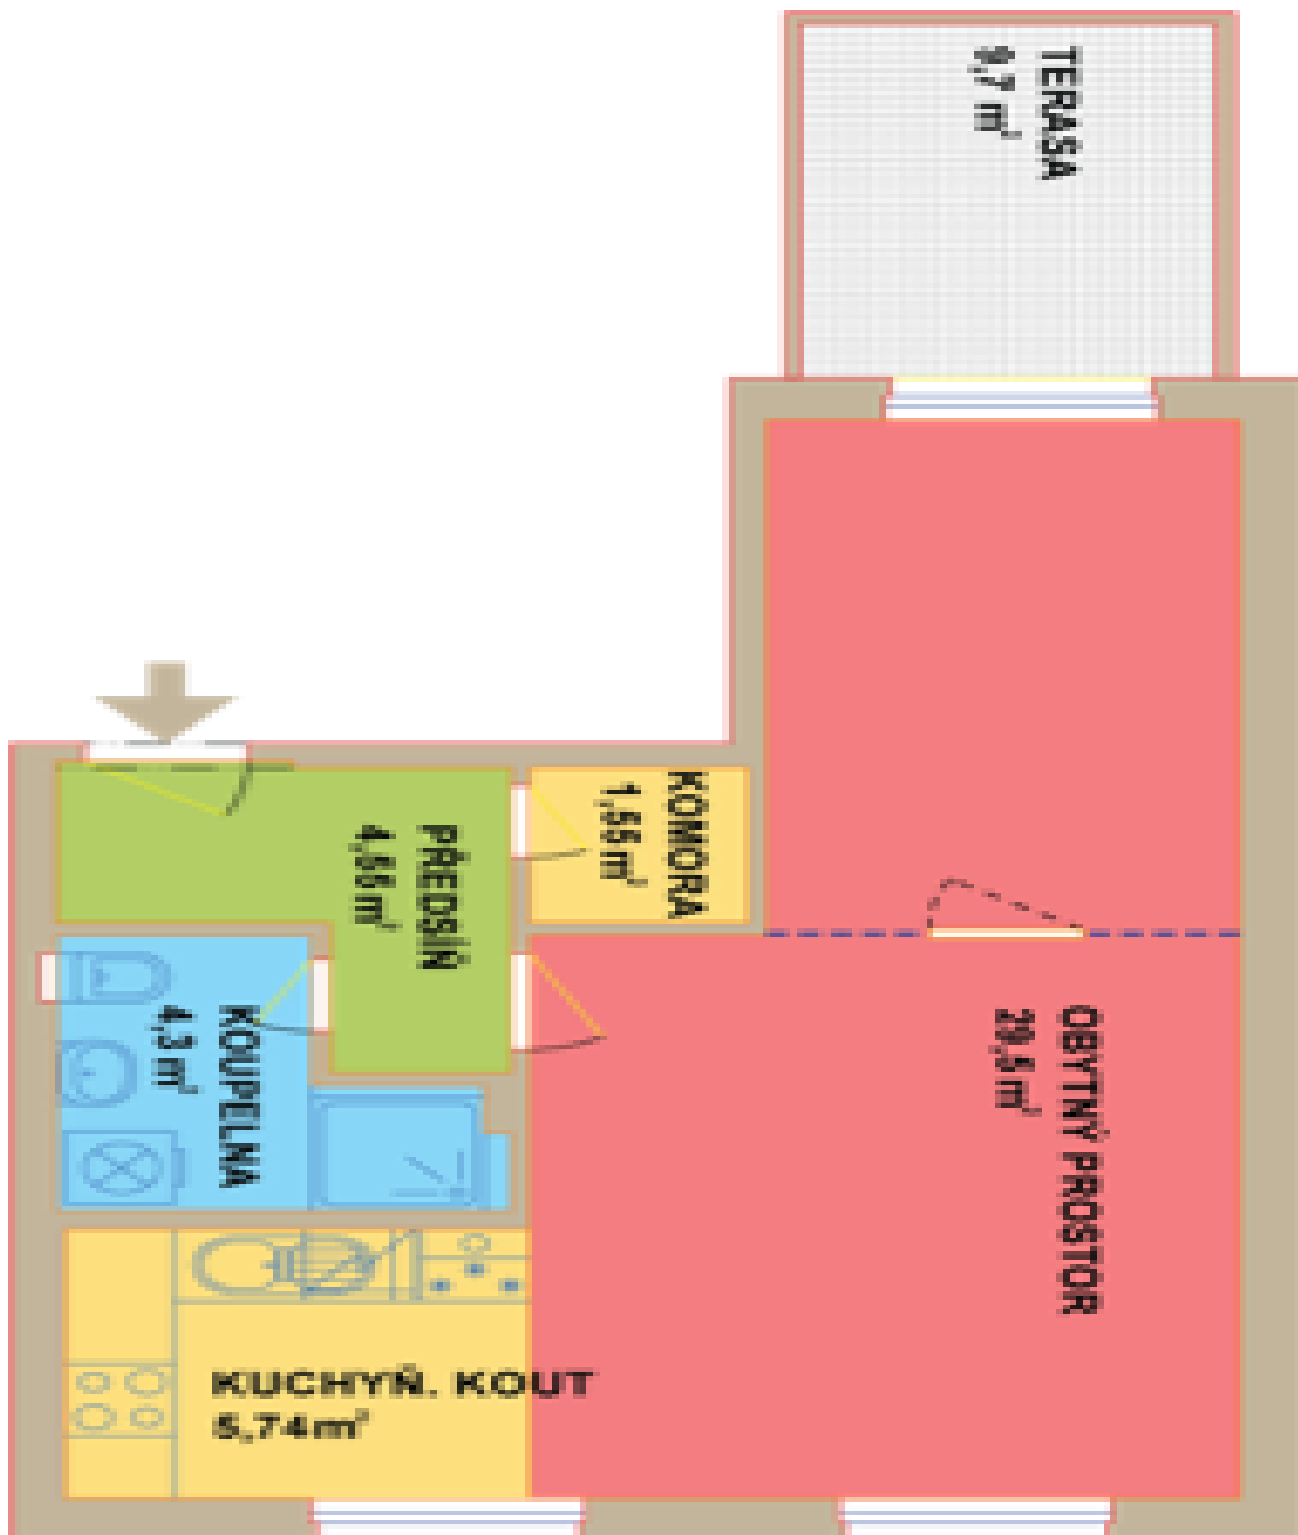 TERASA
9,7 m²
KOMORA
1,55 m²
PŘEDSÍŇ
4,55 m²
KOUPELNA
4,3 m²
OBYTNÝ PROSTOR
29,5 m²
KUCHYŇ. KOUT
5,74 m²